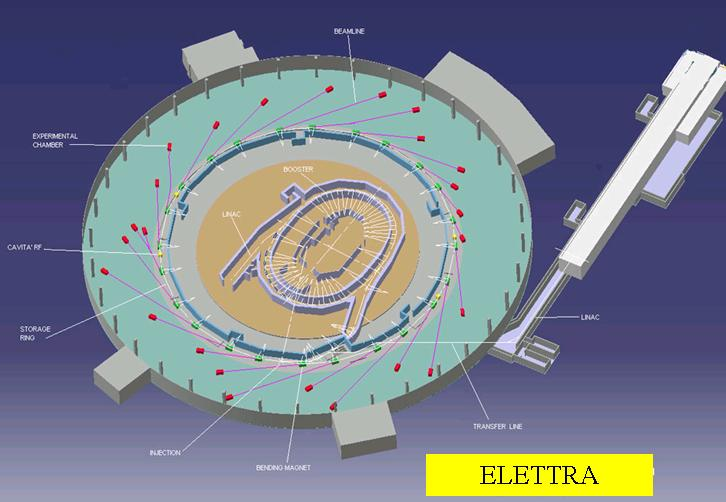 BEAMLINE
EXPERIMENTAL
CHAMBER
BOOSTER
LINAC
CAVITA' RF
LINAC
STORAGE
RING
TRANSFER LINE
INJECTION
BENDING MAGNET
ELETTRA